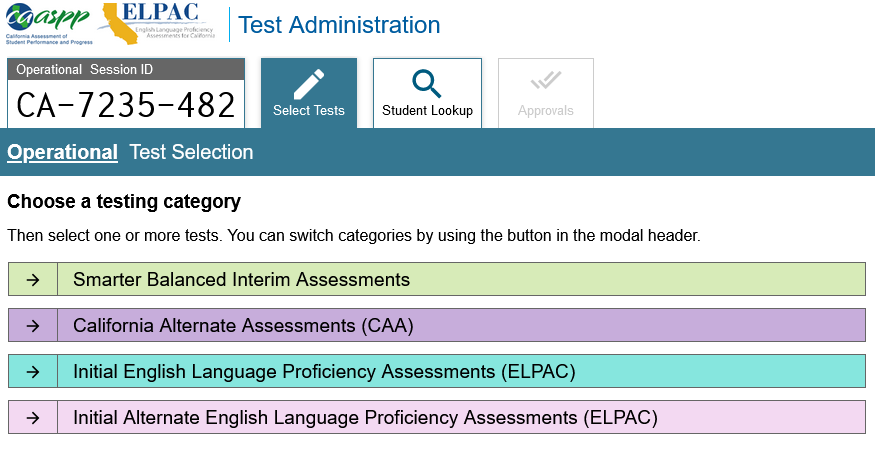 caaspp
California Assessment of
Student Performance and Progress
ELPAC
English Language Proficiency
Assessments for California
Test Administration
Operational Session ID
CA-7235-482
Select Tests
Student Lookup
Approvals
Operational Test Selection
Choose a testing category
Then select one or more tests. You can switch categories by using the button in the modal header.
Smarter Balanced Interim Assessments
California Alternate Assessments (CAA)
Initial English Language Proficiency Assessments (ELPAC)
Initial Alternate English Language Proficiency Assessments (ELPAC)